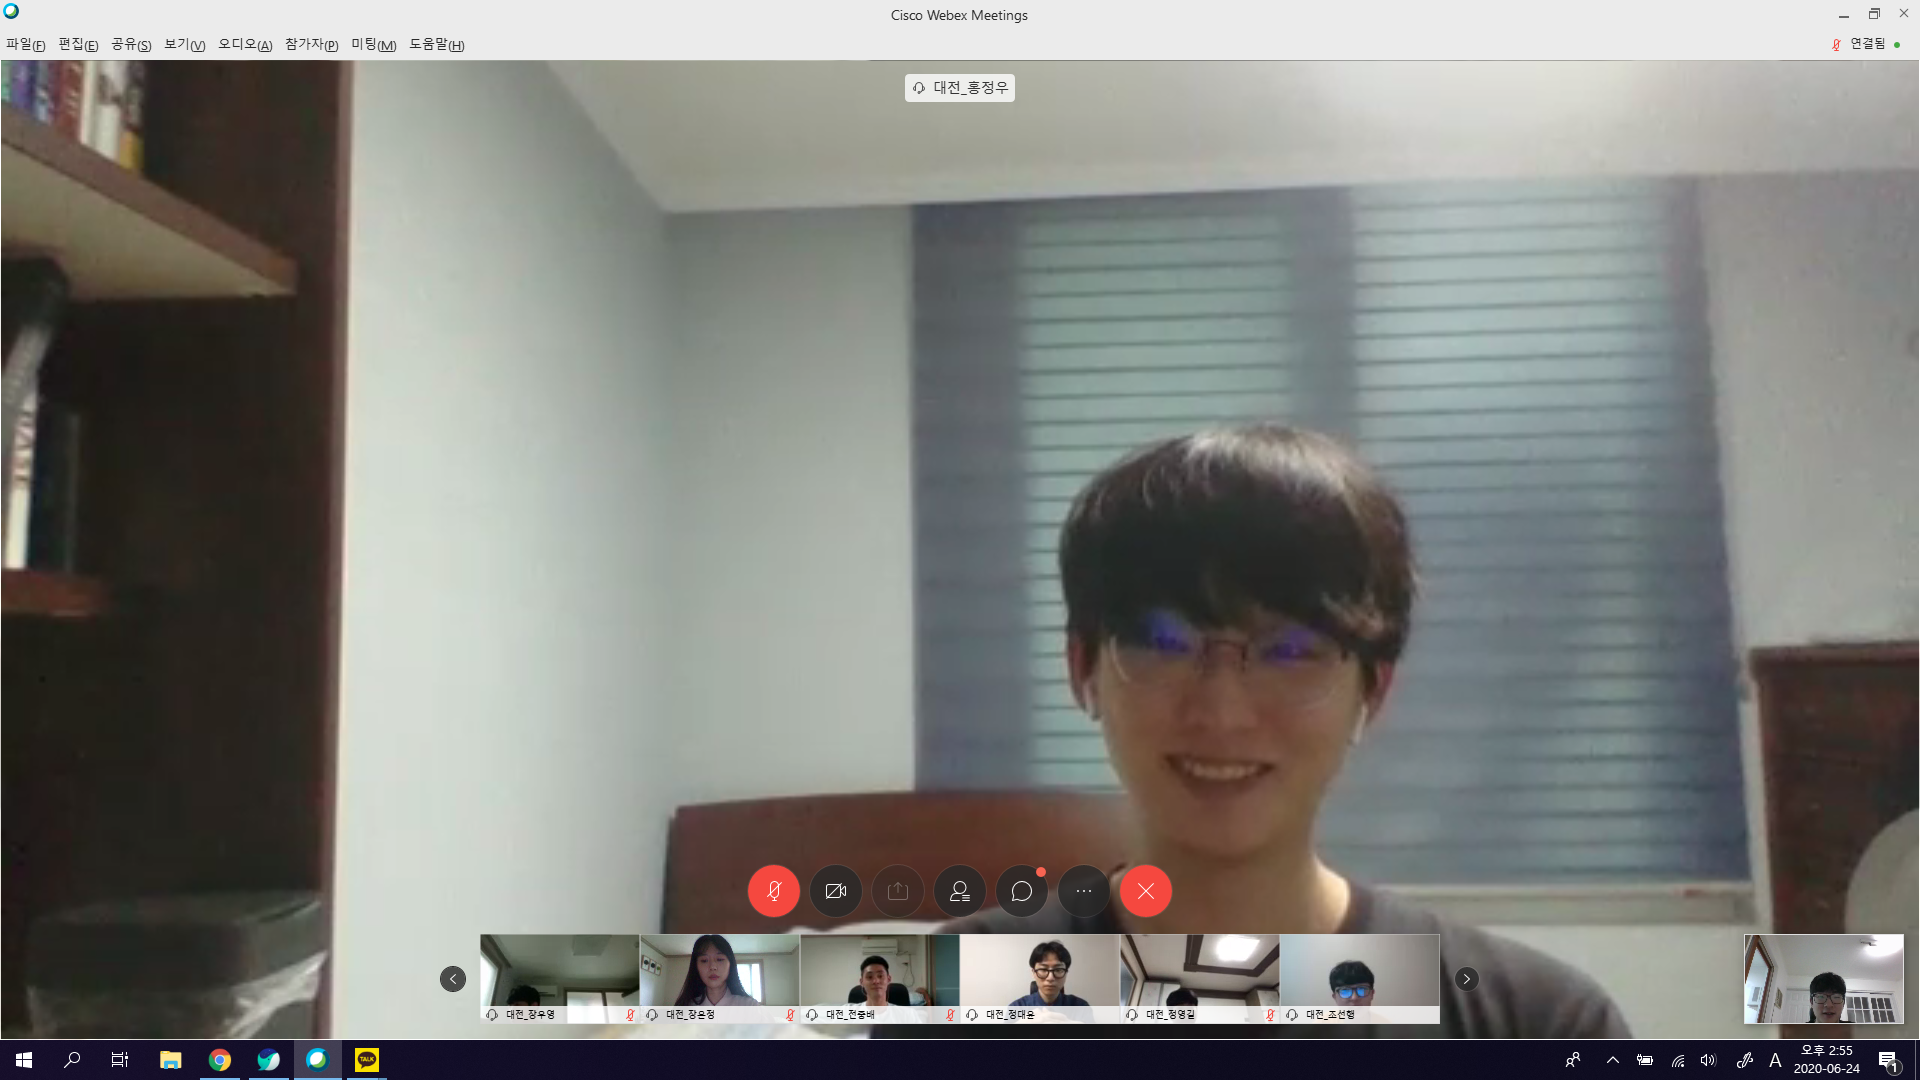 Cisco Webex Meetings
파일(F) 편집(E) 공유(S) 보기(V) 오디오(A) 참가자(P) 미팅(M) 도움말(H)
연결됨
대전_홍정우
대전_장우영
대전_장은정
대전_전중배
대전_정대윤
대전_정영길
대전_조선행
TALK
A
오후 2:55
2020-06-24
1